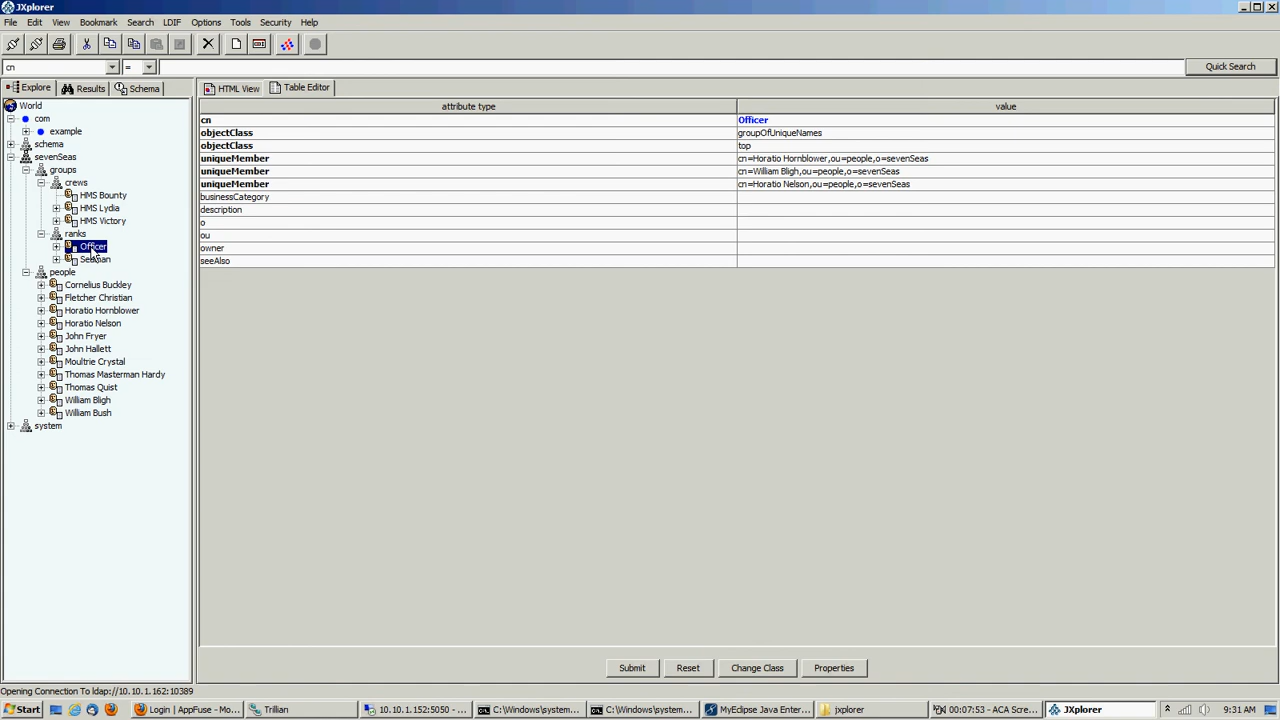 JXplorer
File Edit View Bookmark Search LDIF Options Tools Security Help
cn = Quick Search
Explore Results Schema HTML View Table Editor
World
com
example
schema
sevenSeas
groups
crews
HMS Bounty
HMS Lydia
HMS Victory
ranks
Officer
Seaman
people
Cornelius Buckley
Fletcher Christian
Horatio Hornblower
Horatio Nelson
John Fryer
John Hallett
Moultrie Crystal
Thomas Masterman Hardy
Thomas Quist
William Bligh
William Bush
system
attribute type value
cn Officer
objectClass groupOfUniqueNames
objectClass top
uniqueMember cn=Horatio Hornblower,ou=people,o=sevenSeas
uniqueMember cn=William Bligh,ou=people,o=sevenSeas
uniqueMember cn=Horatio Nelson,ou=people,o=sevenSeas
businessCategory
description
o
ou
owner
seeAlso
Submit Reset Change Class Properties
Opening Connection To ldap://10.10.1.162:10389
Start Login | AppFuse - Mo... Trillian 10.10.1.152:5050 - ... C:\Windows\system... C:\Windows\system... MyEclipse Java Enter... jxplorer 00:07:53 - ACA Scre... JXplorer 9:31 AM